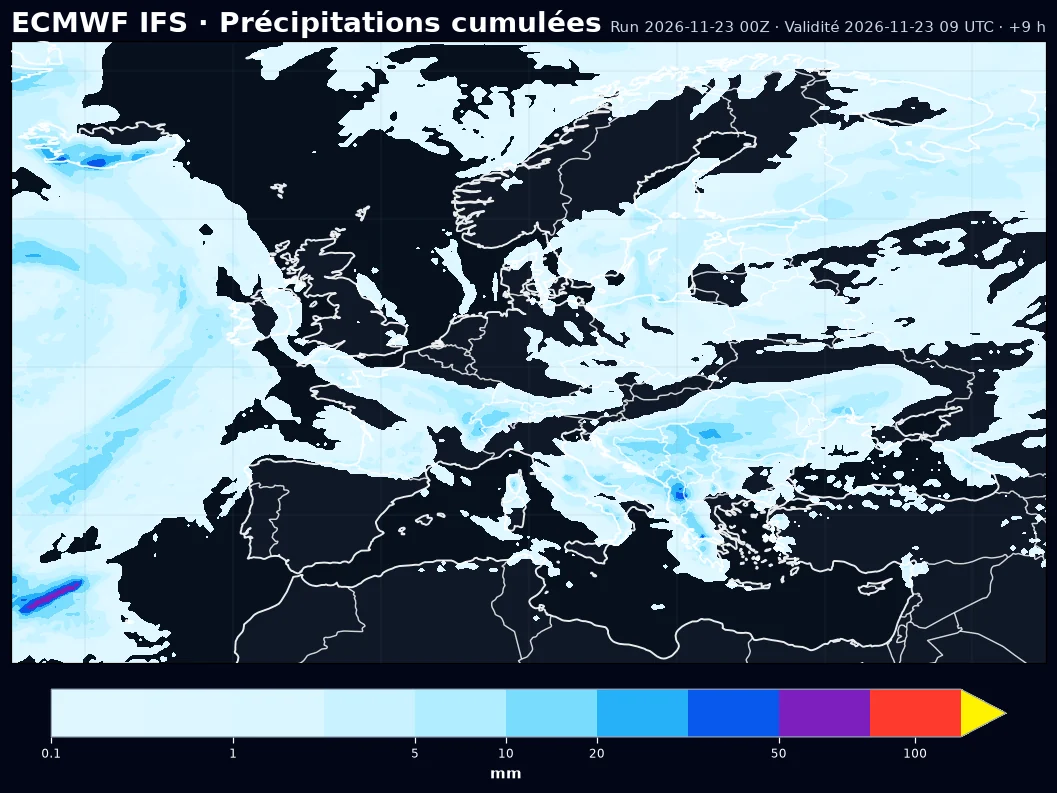 ECMWF IFS · Précipitations cumulées Run 2026-11-23 00Z · Validité 2026-11-23 09 UTC · +9 h
0.1 1 5 10 20 50 100
mm